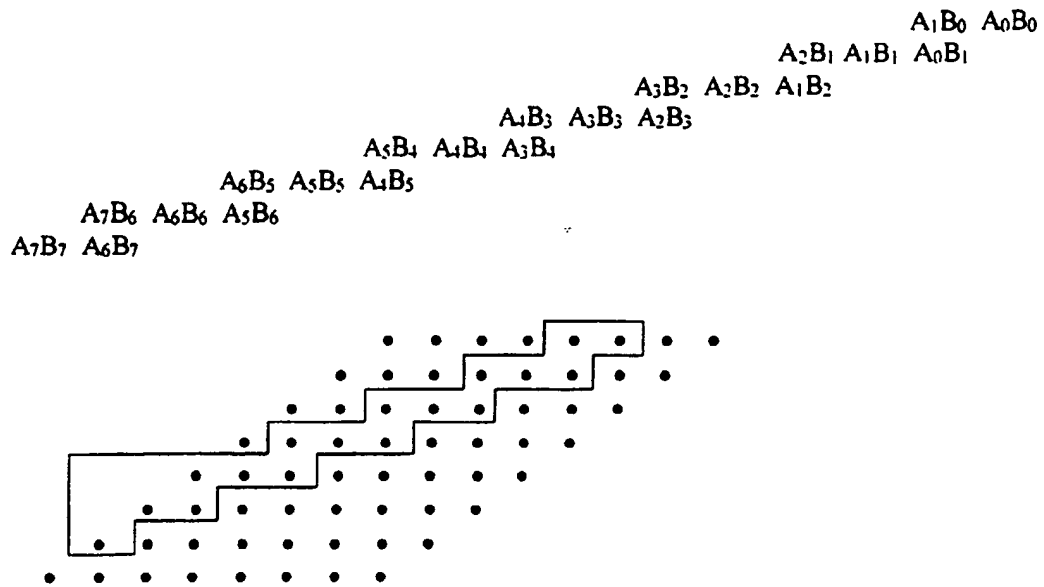 A₁B₀ A₀B₀
A₂B₁ A₁B₁ A₀B₁
A₃B₂ A₂B₂ A₁B₂
A₄B₃ A₃B₃ A₂B₃
A₅B₄ A₄B₄ A₃B₄
A₆B₅ A₅B₅ A₄B₅
A₇B₆ A₆B₆ A₅B₆
A₇B₇ A₆B₇